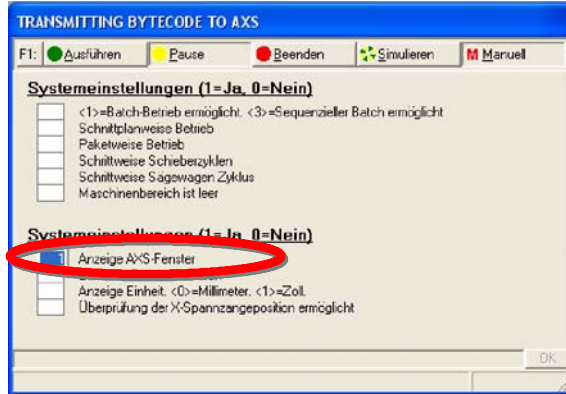 TRANSMITTING BYTECODE TO AXS
F1: Ausführen Pause Beenden Simulieren M Manuell
Systemeinstellungen (1=Ja, 0=Nein)
<1>=Batch-Betrieb ermöglicht. <3>=Sequenzieller Batch ermöglicht
Schnittplanweise Betrieb
Paketweise Betrieb
Schrittweise Schieberzyklen
Schrittweise Sägewagen Zyklus
Maschinenbereich ist leer
Systemeinstellungen (1=Ja, 0=Nein)
1 Anzeige AXS-Fenster
Anzeige Einheit. <0>=Millimeter. <1>=Zoll.
Überprüfung der X-Spannzangeposition ermöglicht
OK